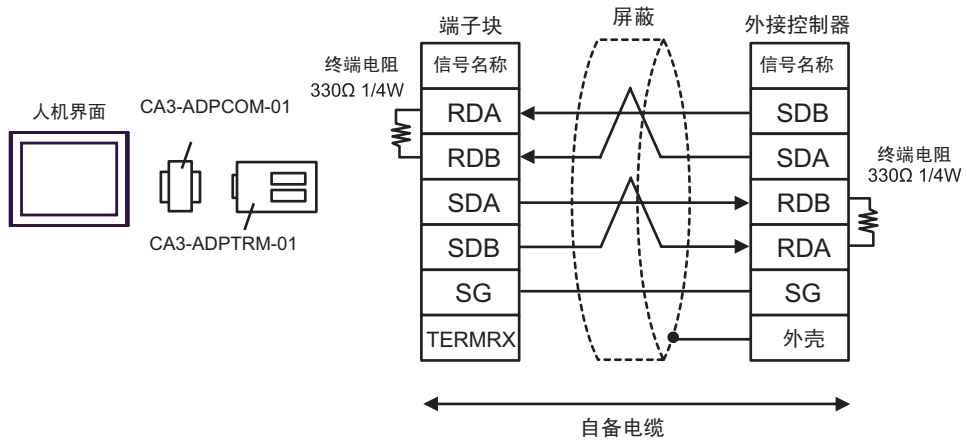 端子块
屏蔽
外接控制器
终端电阻
330Ω 1/4W
信号名称
信号名称
人机界面
CA3-ADPCOM-01
RDA
SDB
RDB
SDA
终端电阻
330Ω 1/4W
SDA
RDB
CA3-ADPTRM-01
SDB
RDA
SG
SG
TERMRX
外壳
自备电缆